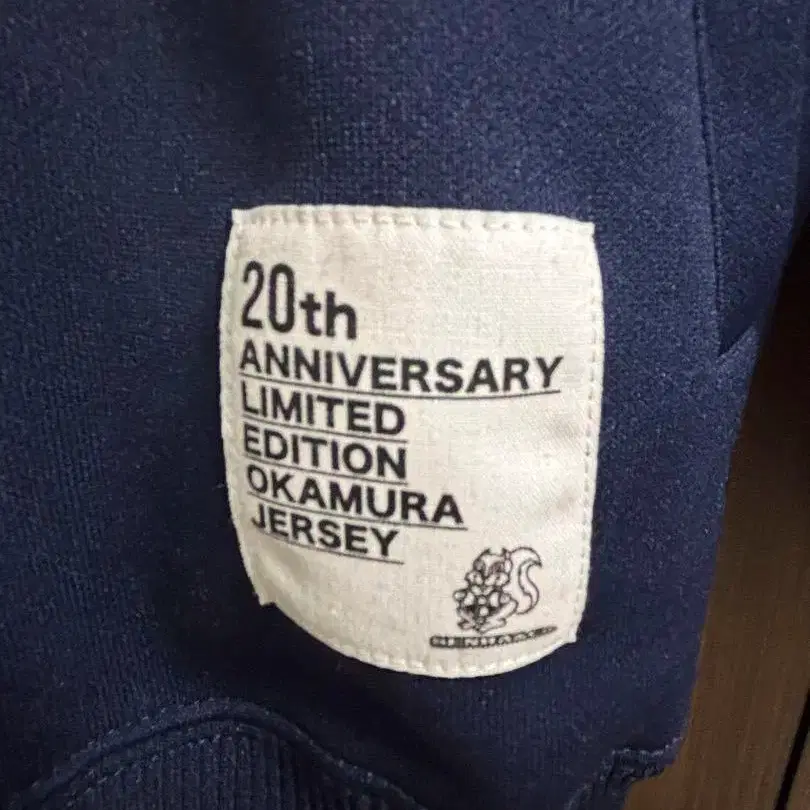 20th
ANNIVERSARY
LIMITED
EDITION
OKAMURA
JERSEY